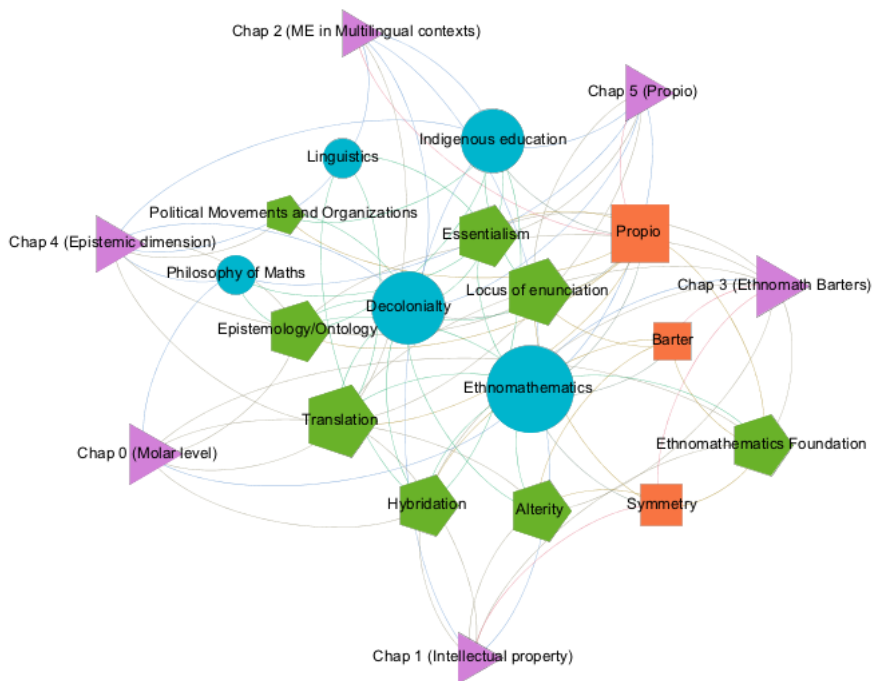 Chap 2 (ME in Multilingual contexts)
Chap 5 (Propio)
Indigenous education
Linguistics
Political Movements and Organizations
Essentialism
Propio
Chap 4 (Epistemic dimension)
Philosophy of Maths
Locus of enunciation
Chap 3 (Ethnomath Barters)
Decolonialty
Epistemology/Ontology
Barter
Ethnomathematics
Translation
Ethnomathematics Foundation
Chap 0 (Molar level)
Hybridation
Alterity
Symmetry
Chap 1 (Intellectual property)